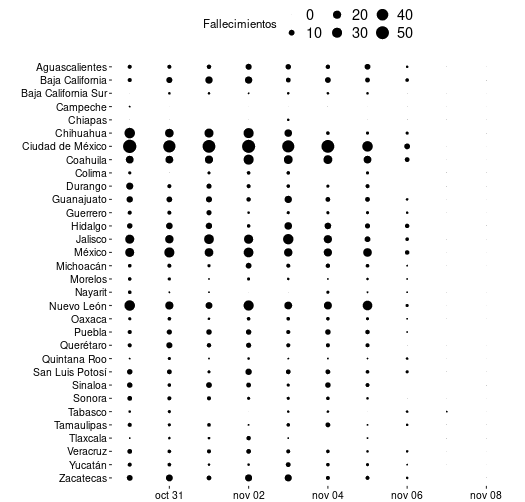 Fallecimientos 0 20 40
10 30 50
Aguascalientes
Baja California
Baja California Sur
Campeche
Chiapas
Chihuahua
Ciudad de México
Coahuila
Colima
Durango
Guanajuato
Guerrero
Hidalgo
Jalisco
México
Michoacán
Morelos
Nayarit
Nuevo León
Oaxaca
Puebla
Querétaro
Quintana Roo
San Luis Potosí
Sinaloa
Sonora
Tabasco
Tamaulipas
Tlaxcala
Veracruz
Yucatán
Zacatecas
oct 31 nov 02 nov 04 nov 06 nov 08